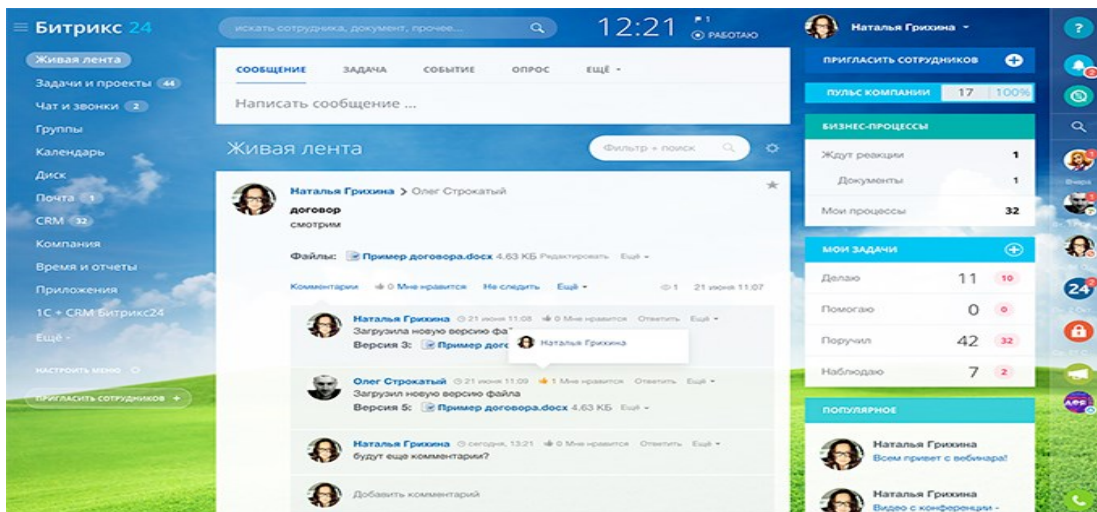 Битрикс 24
искать сотрудника, документ, прочее...
12:21
1
РАБОТАЮ
Наталья Грихина
?
Живая лента
Задачи и проекты 44
Чат и звонки 2
Группы
Календарь
Диск
Почта 1
CRM 32
Компания
Время и отчеты
Приложения
1С + CRM Битрикс24
Ещё
НАСТРОИТЬ МЕНЮ
ПРИГЛАСИТЬ СОТРУДНИКОВ +
СООБЩЕНИЕ ЗАДАЧА СОБЫТИЕ ОПРОС ЕЩЁ
Написать сообщение ...
Живая лента
Фильтр + поиск
Наталья Грихина > Олег Строкатый
договор
смотрим
Файлы: Пример договора.docx 4,63 КБ Редактировать Ещё
Комментарии 0 Мне нравится Не следить Ещё 1 21 июня 11:07
Наталья Грихина 21 июня 11:08 0 Мне нравится Ответить Ещё
Загрузила новую версию фа
Версия 3: Пример дого
Наталья Грихина
Олег Строкатый 21 июня 11:09 1 Мне нравится Ответить Ещё
Загрузил новую версию файла
Версия 5: Пример договора.docx 4,63 КБ Ещё
Наталья Грихина сегодня, 13:21 0 Мне нравится Ответить Ещё
будут еще комментарии?
Добавить комментарий
ПРИГЛАСИТЬ СОТРУДНИКОВ
ПУЛЬС КОМПАНИИ 17 100%
БИЗНЕС-ПРОЦЕССЫ
Ждут реакции 1
Документы 1
Мои процессы 32
МОИ ЗАДАЧИ
Делаю 11 10
Помогаю 0 0
Поручил 42 32
Наблюдаю 7 2
ПОПУЛЯРНОЕ
Наталья Грихина
Всем привет с вебинара!
Наталья Грихина
Видео с конференции -
Вчера
24